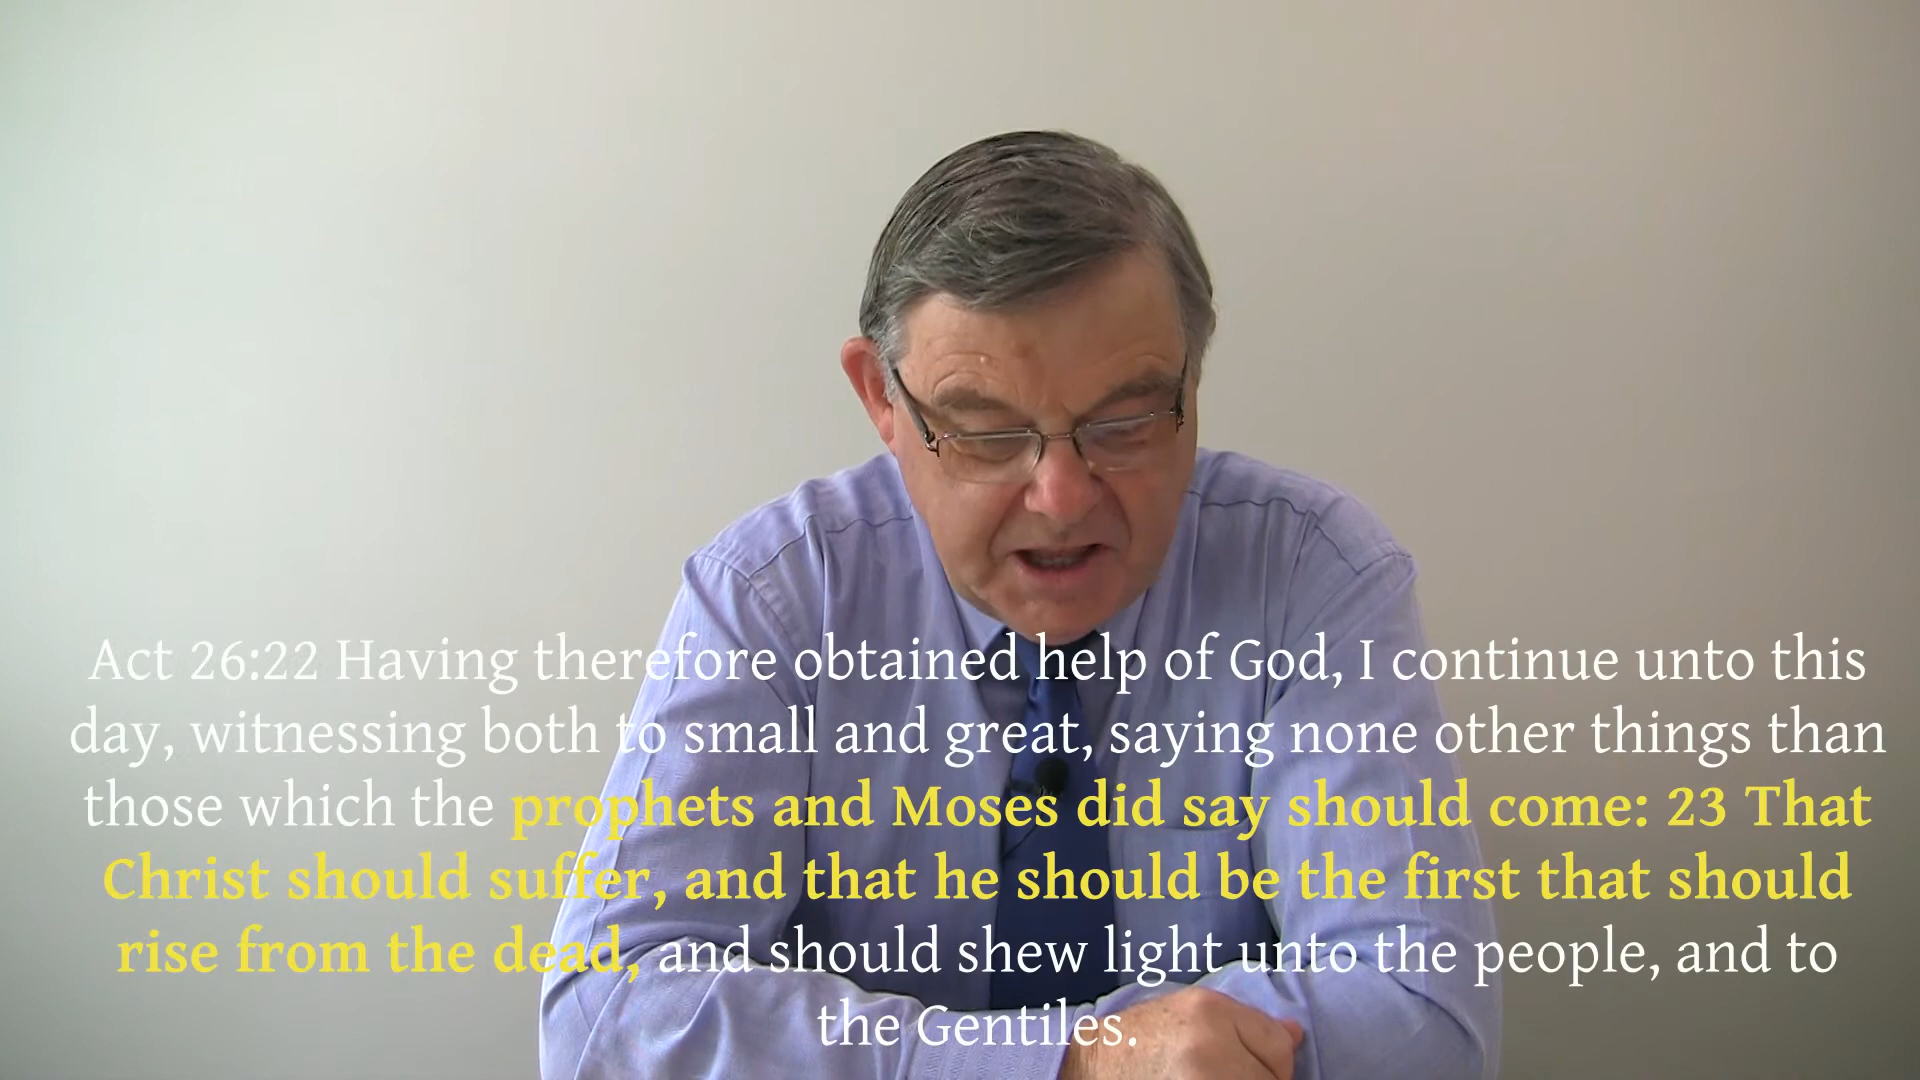 Act 26:22 Having therefore obtained help of God, I continue unto this
day, witnessing both to small and great, saying none other things than
those which the prophets and Moses did say should come: 23 That
Christ should suffer, and that he should be the first that should
rise from the dead, and should shew light unto the people, and to
the Gentiles.